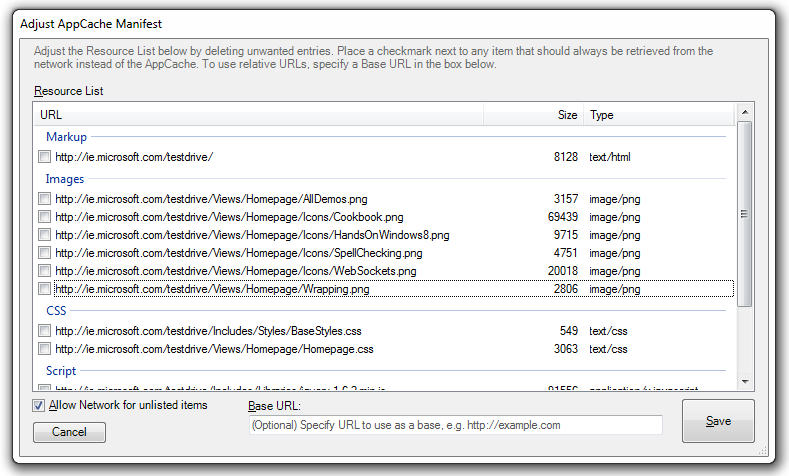 Adjust AppCache Manifest
Adjust the Resource List below by deleting unwanted entries. Place a checkmark next to any item that should always be retrieved from the
network instead of the AppCache. To use relative URLs, specify a Base URL in the box below.
Resource List
URL Size Type
Markup
http://ie.microsoft.com/testdrive/ 8128 text/html
Images
http://ie.microsoft.com/testdrive/Views/Homepage/AllDemos.png 3157 image/png
http://ie.microsoft.com/testdrive/Views/Homepage/Icons/Cookbook.png 69439 image/png
http://ie.microsoft.com/testdrive/Views/Homepage/Icons/HandsOnWindows8.png 9715 image/png
http://ie.microsoft.com/testdrive/Views/Homepage/Icons/SpellChecking.png 4751 image/png
http://ie.microsoft.com/testdrive/Views/Homepage/Icons/WebSockets.png 20018 image/png
http://ie.microsoft.com/testdrive/Views/Homepage/Wrapping.png 2806 image/png
CSS
http://ie.microsoft.com/testdrive/Includes/Styles/BaseStyles.css 549 text/css
http://ie.microsoft.com/testdrive/Views/Homepage/Homepage.css 3063 text/css
Script
Allow Network for unlisted items
Base URL:
(Optional) Specify URL to use as a base, e.g. http://example.com
Save
Cancel